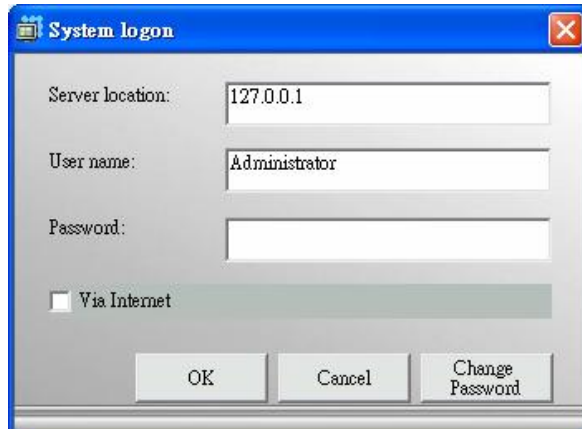 System logon
Server location:
127.0.0.1
User name:
Administrator
Password:
Via Internet
OK
Cancel
Change
Password